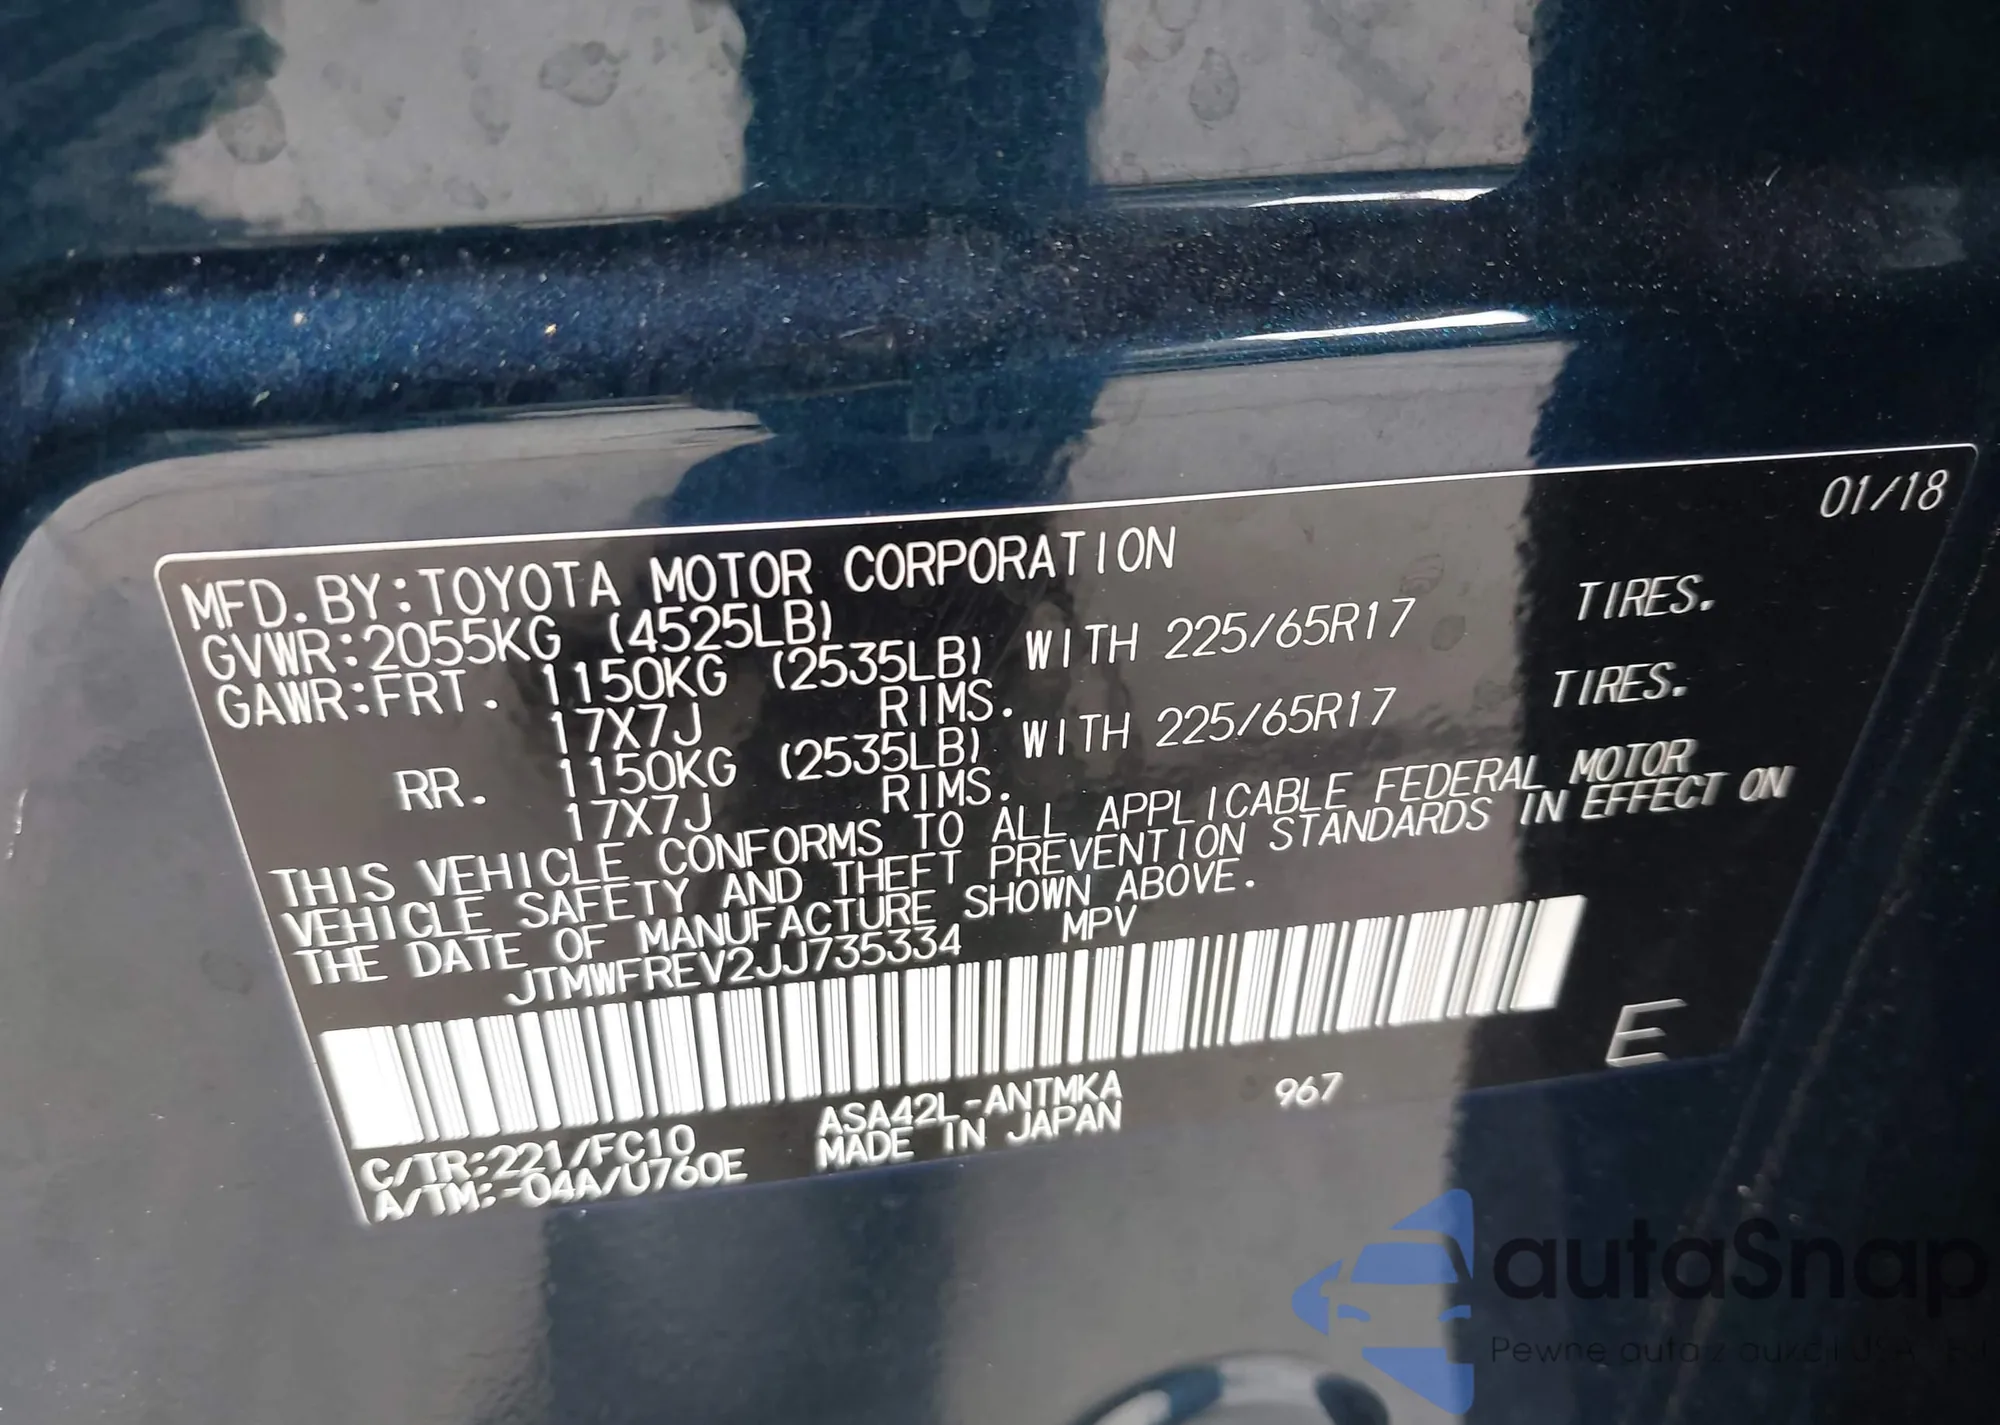 01/18
MFD.BY:TOYOTA MOTOR CORPORATION
GVWR:2055KG (4525LB)
GAWR:FRT. 1150KG (2535LB) WITH 225/65R17 TIRES.
17X7J RIMS.
RR. 1150KG (2535LB) WITH 225/65R17 TIRES.
17X7J RIMS.
THIS VEHICLE CONFORMS TO ALL APPLICABLE FEDERAL MOTOR
VEHICLE SAFETY AND THEFT PREVENTION STANDARDS IN EFFECT ON
THE DATE OF MANUFACTURE SHOWN ABOVE.
JTMWFREV2JJ735334 MPV
E
C/TR:221/FC10 ASA42L-ANTMKA 967
A/TM:-04A/U760E MADE IN JAPAN
autaSnap
Pewne auta z aukcji